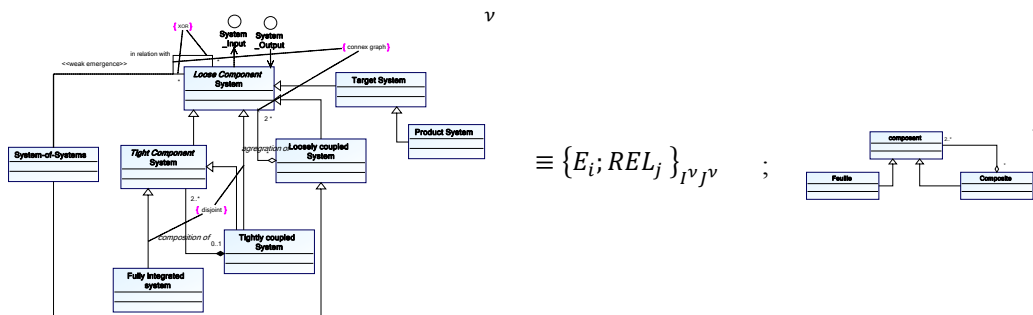 ν
{ XOR }
System
_Input
System
_Output
{ connex graph }
in relation with
<<weak emergence>>
*
*
Loose Component
System
Target System
2..*
Product System
System-of-Systems
Tight Component
System
agregration of
Loosely coupled
System
≡ {E_i; REL_j}_{I^ν J^ν} ;
component
2..*
Feuille
Composite
2..*
{ disjoint }
composition of
0..1
Tightly coupled
System
Fully Integrated
system